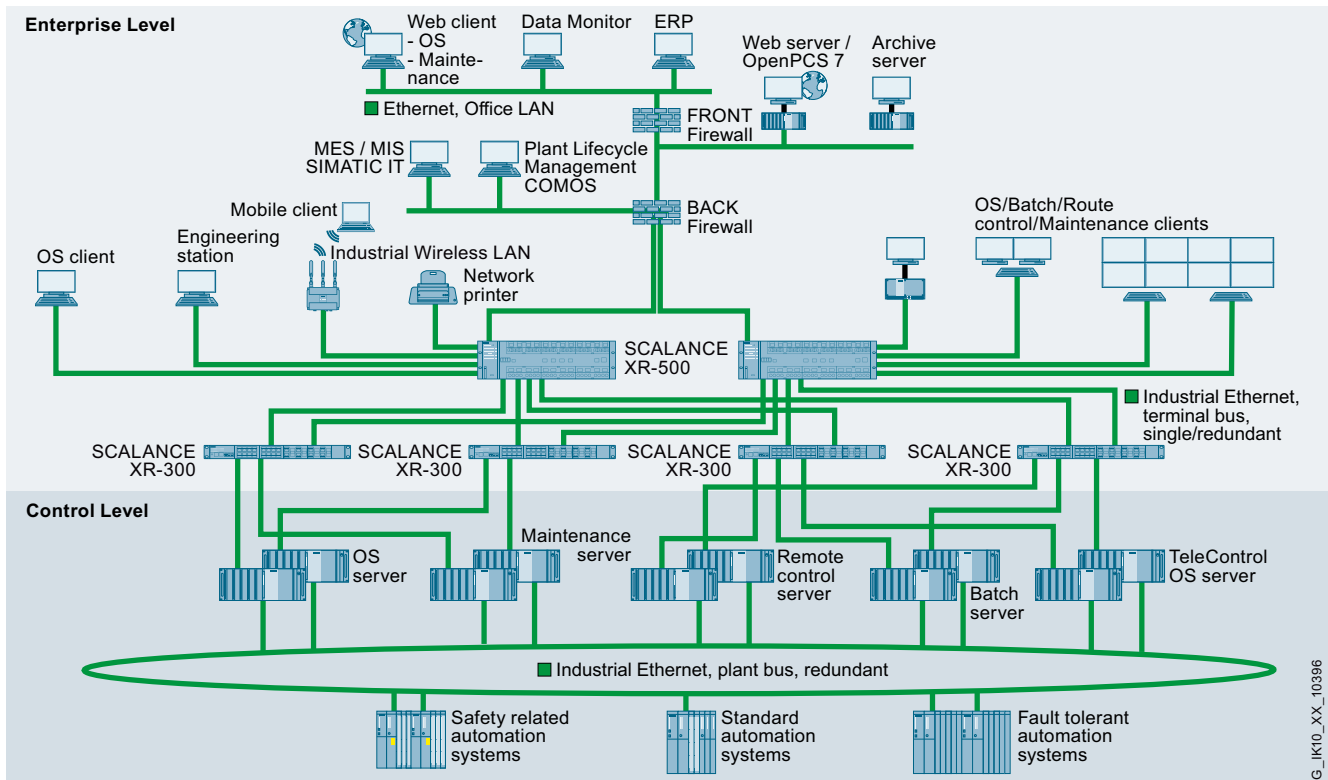 Enterprise Level
Web client
- OS
- Mainte-
nance
Data Monitor
ERP
Web server /
OpenPCS 7
Archive
server
Ethernet, Office LAN
FRONT
Firewall
MES / MIS
SIMATIC IT
Plant Lifecycle
Management
COMOS
BACK
Firewall
Mobile client
OS/Batch/Route
control/Maintenance clients
OS client
Engineering
station
Industrial Wireless LAN
Network
printer
SCALANCE
XR-500
Industrial Ethernet,
terminal bus,
single/redundant
SCALANCE
XR-300
SCALANCE
XR-300
SCALANCE
XR-300
SCALANCE
XR-300
Control Level
OS
server
Maintenance
server
Remote
control
server
Batch
server
TeleControl
OS server
Industrial Ethernet, plant bus, redundant
Safety related
automation
systems
Standard
automation
systems
Fault tolerant
automation
systems
G_IK10_XX_10396